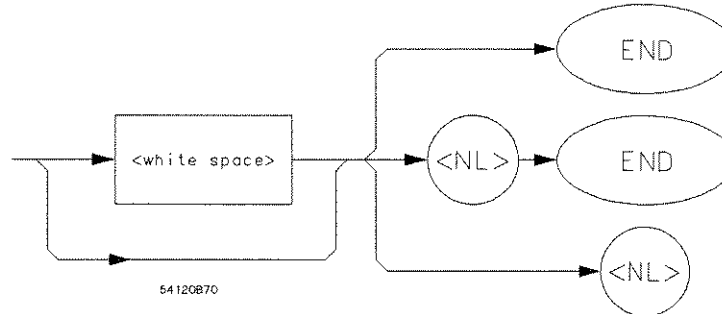 END
<white space>
<NL>
END
<NL>
54120B70